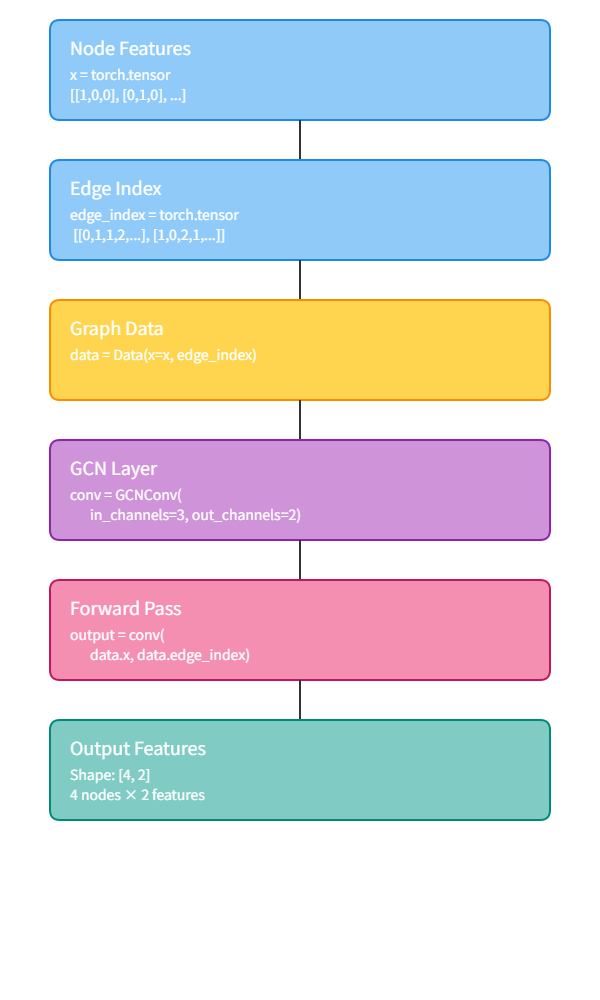 Node Features
x = torch.tensor
[[1,0,0], [0,1,0], ...]
Edge Index
edge_index = torch.tensor
[[0,1,1,2,...], [1,0,2,1,...]]
Graph Data
data = Data(x=x, edge_index)
GCN Layer
conv = GCNConv(
in_channels=3, out_channels=2)
Forward Pass
output = conv(
data.x, data.edge_index)
Output Features
Shape: [4, 2]
4 nodes × 2 features